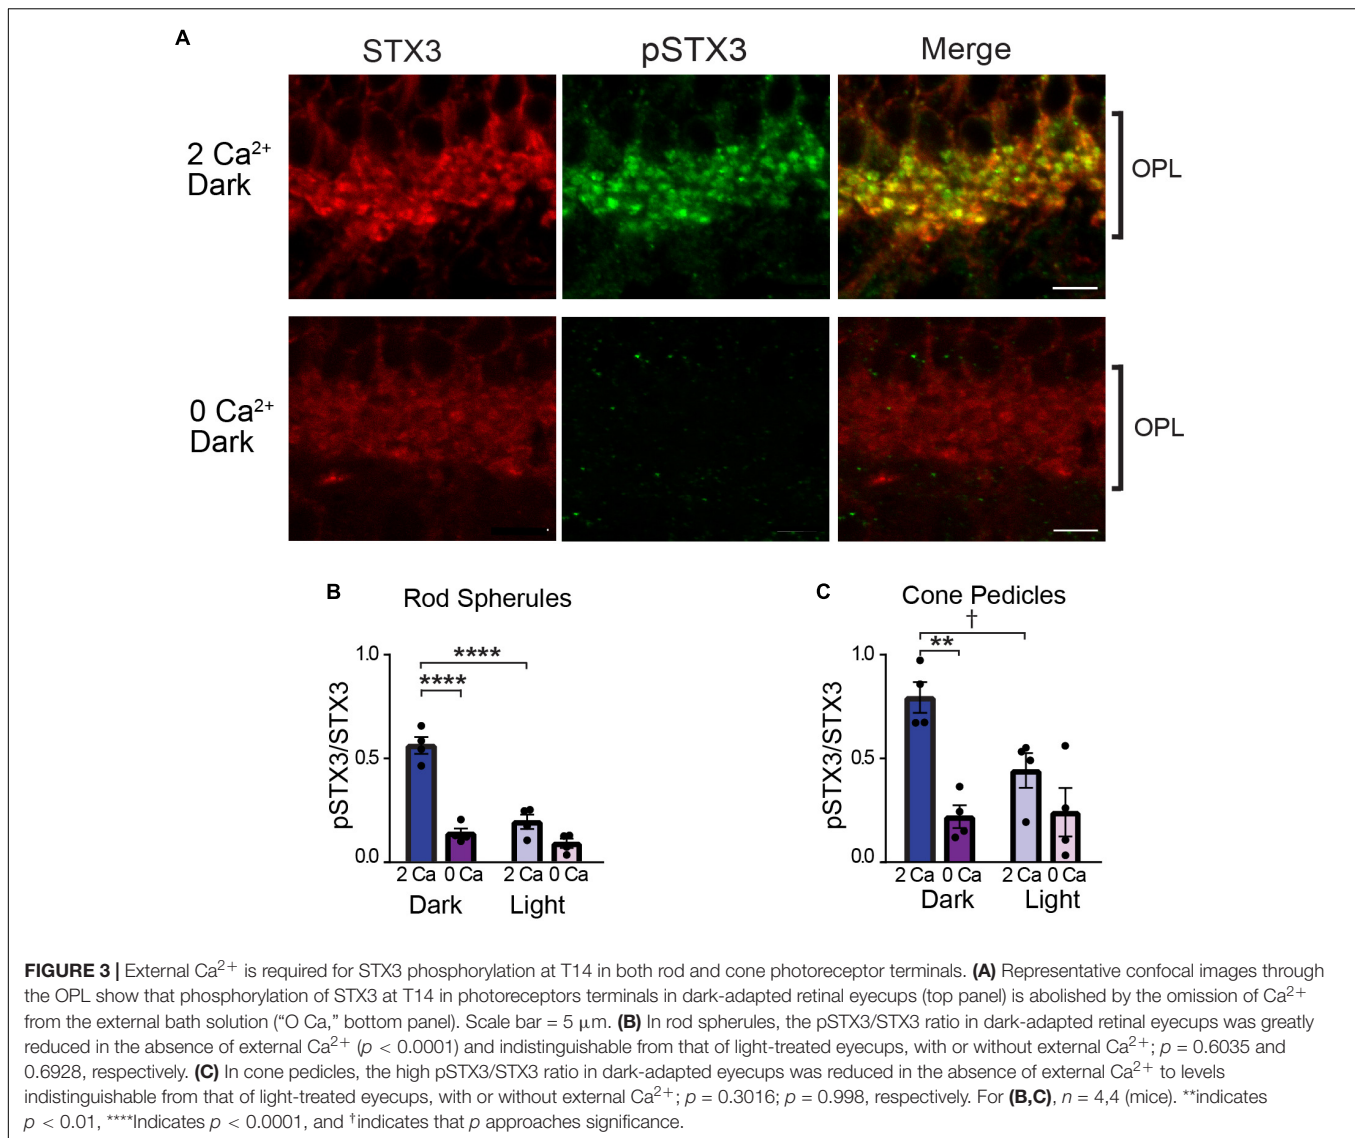 A
STX3
pSTX3
Merge
2 Ca²⁺
Dark
OPL
0 Ca²⁺
Dark
OPL
B
Rod Spherules
C
Cone Pedicles
pSTX3/STX3
1.0
0.5
0.0
****
****
2 Ca 0 Ca 2 Ca 0 Ca
Dark Light
pSTX3/STX3
1.0
0.5
0.0
†
**
2 Ca 0 Ca 2 Ca 0 Ca
Dark Light
FIGURE 3 | External Ca²⁺ is required for STX3 phosphorylation at T14 in both rod and cone photoreceptor terminals. (A) Representative confocal images through
the OPL show that phosphorylation of STX3 at T14 in photoreceptors terminals in dark-adapted retinal eyecups (top panel) is abolished by the omission of Ca²⁺
from the external bath solution (“O Ca,” bottom panel). Scale bar = 5 μm. (B) In rod spherules, the pSTX3/STX3 ratio in dark-adapted retinal eyecups was greatly
reduced in the absence of external Ca²⁺ (p < 0.0001) and indistinguishable from that of light-treated eyecups, with or without external Ca²⁺; p = 0.6035 and
0.6928, respectively. (C) In cone pedicles, the high pSTX3/STX3 ratio in dark-adapted eyecups was reduced in the absence of external Ca²⁺ to levels
indistinguishable from that of light-treated eyecups, with or without external Ca²⁺; p = 0.3016; p = 0.998, respectively. For (B,C), n = 4,4 (mice). **indicates
p < 0.01, ****Indicates p < 0.0001, and †indicates that p approaches significance.